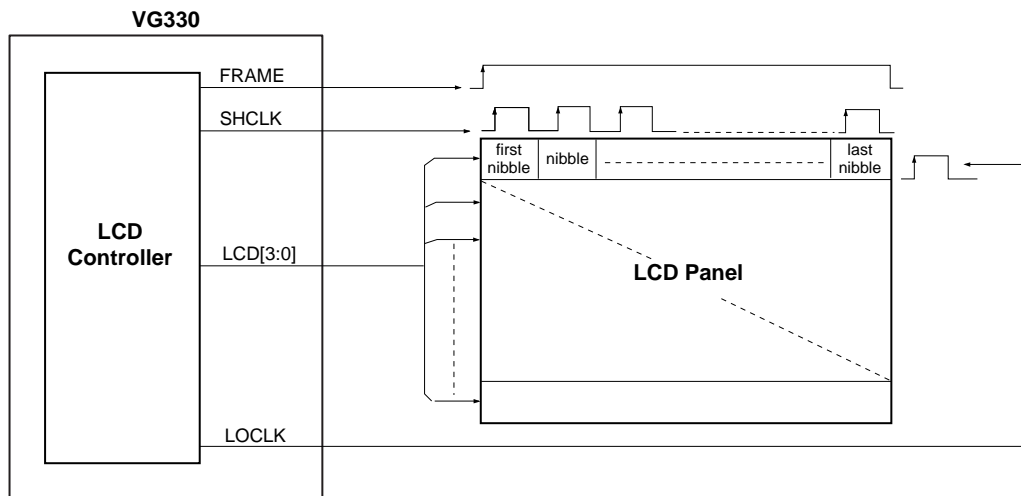 VG330
FRAME
SHCLK
first
nibble
nibble
last
nibble
LCD
Controller
LCD[3:0]
LCD Panel
LOCLK